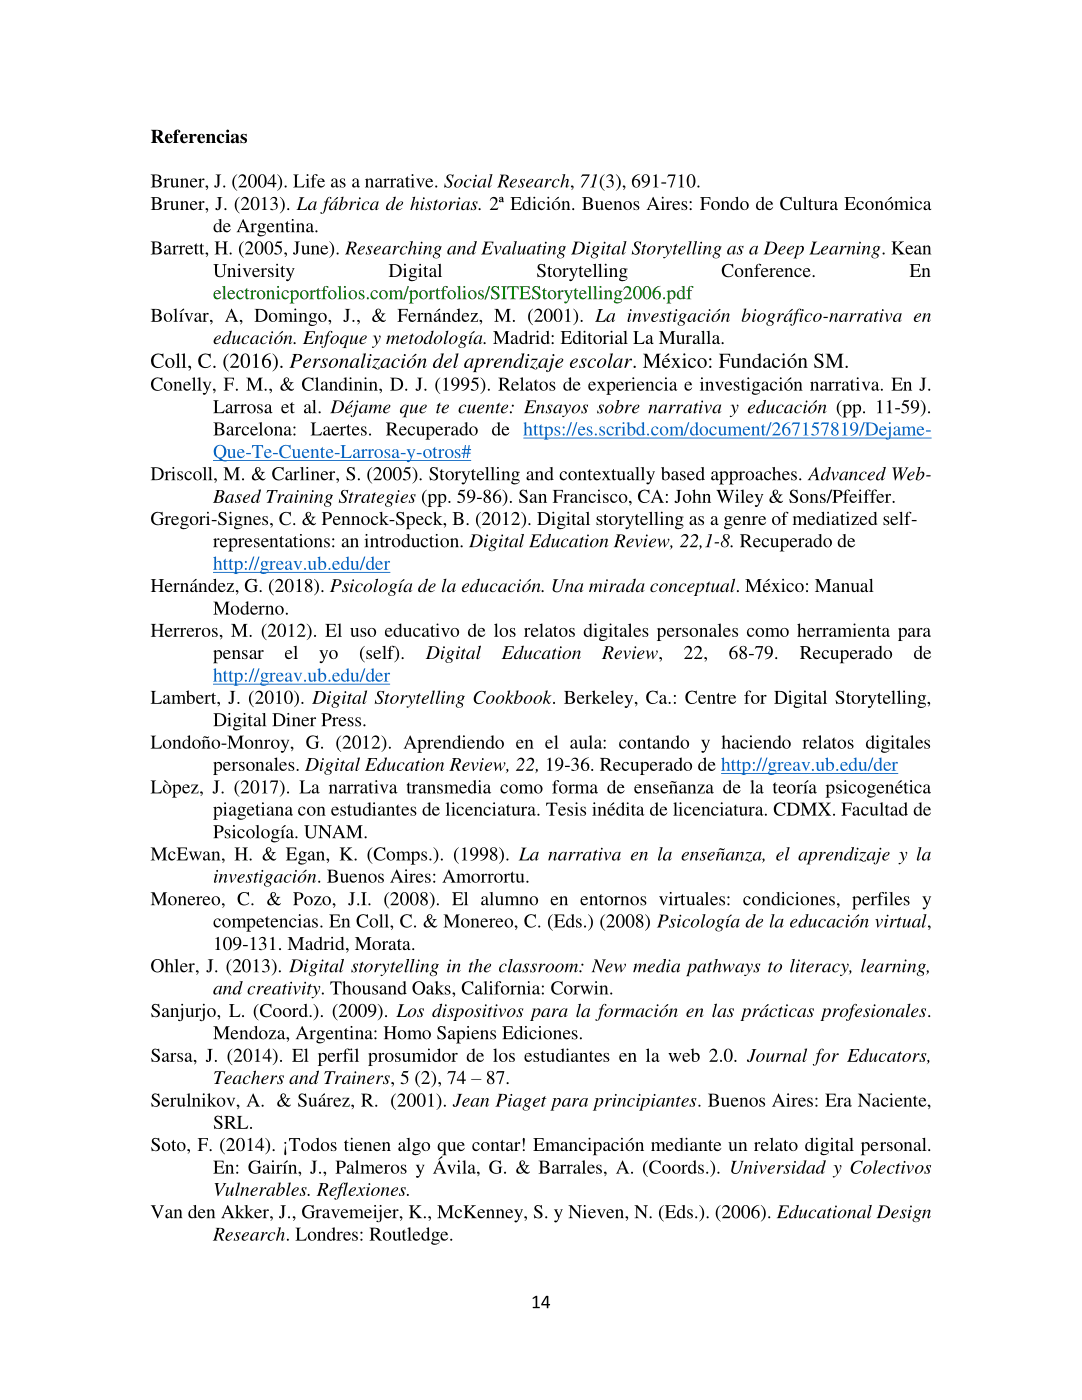 Referencias
Bruner, J. (2004). Life as a narrative. Social Research, 71(3), 691-710.
Bruner, J. (2013). La fábrica de historias. 2ª Edición. Buenos Aires: Fondo de Cultura Económica
de Argentina.
Barrett, H. (2005, June). Researching and Evaluating Digital Storytelling as a Deep Learning. Kean
University Digital Storytelling Conference. En
electronicportfolios.com/portfolios/SITEStorytelling2006.pdf
Bolívar, A, Domingo, J., & Fernández, M. (2001). La investigación biográfico-narrativa en
educación. Enfoque y metodología. Madrid: Editorial La Muralla.
Coll, C. (2016). Personalización del aprendizaje escolar. México: Fundación SM.
Conelly, F. M., & Clandinin, D. J. (1995). Relatos de experiencia e investigación narrativa. En J.
Larrosa et al. Déjame que te cuente: Ensayos sobre narrativa y educación (pp. 11-59).
Barcelona: Laertes. Recuperado de https://es.scribd.com/document/267157819/Dejame-
Que-Te-Cuente-Larrosa-y-otros#
Driscoll, M. & Carliner, S. (2005). Storytelling and contextually based approaches. Advanced Web-
Based Training Strategies (pp. 59-86). San Francisco, CA: John Wiley & Sons/Pfeiffer.
Gregori-Signes, C. & Pennock-Speck, B. (2012). Digital storytelling as a genre of mediatized self-
representations: an introduction. Digital Education Review, 22,1-8. Recuperado de
http://greav.ub.edu/der
Hernández, G. (2018). Psicología de la educación. Una mirada conceptual. México: Manual
Moderno.
Herreros, M. (2012). El uso educativo de los relatos digitales personales como herramienta para
pensar el yo (self). Digital Education Review, 22, 68-79. Recuperado de
http://greav.ub.edu/der
Lambert, J. (2010). Digital Storytelling Cookbook. Berkeley, Ca.: Centre for Digital Storytelling,
Digital Diner Press.
Londoño-Monroy, G. (2012). Aprendiendo en el aula: contando y haciendo relatos digitales
personales. Digital Education Review, 22, 19-36. Recuperado de http://greav.ub.edu/der
Lòpez, J. (2017). La narrativa transmedia como forma de enseñanza de la teoría psicogenética
piagetiana con estudiantes de licenciatura. Tesis inédita de licenciatura. CDMX. Facultad de
Psicología. UNAM.
McEwan, H. & Egan, K. (Comps.). (1998). La narrativa en la enseñanza, el aprendizaje y la
investigación. Buenos Aires: Amorrortu.
Monereo, C. & Pozo, J.I. (2008). El alumno en entornos virtuales: condiciones, perfiles y
competencias. En Coll, C. & Monereo, C. (Eds.) (2008) Psicología de la educación virtual,
109-131. Madrid, Morata.
Ohler, J. (2013). Digital storytelling in the classroom: New media pathways to literacy, learning,
and creativity. Thousand Oaks, California: Corwin.
Sanjurjo, L. (Coord.). (2009). Los dispositivos para la formación en las prácticas profesionales.
Mendoza, Argentina: Homo Sapiens Ediciones.
Sarsa, J. (2014). El perfil prosumidor de los estudiantes en la web 2.0. Journal for Educators,
Teachers and Trainers, 5 (2), 74 – 87.
Serulnikov, A. & Suárez, R. (2001). Jean Piaget para principiantes. Buenos Aires: Era Naciente,
SRL.
Soto, F. (2014). ¡Todos tienen algo que contar! Emancipación mediante un relato digital personal.
En: Gairín, J., Palmeros y Ávila, G. & Barrales, A. (Coords.). Universidad y Colectivos
Vulnerables. Reflexiones.
Van den Akker, J., Gravemeijer, K., McKenney, S. y Nieven, N. (Eds.). (2006). Educational Design
Research. Londres: Routledge.
14